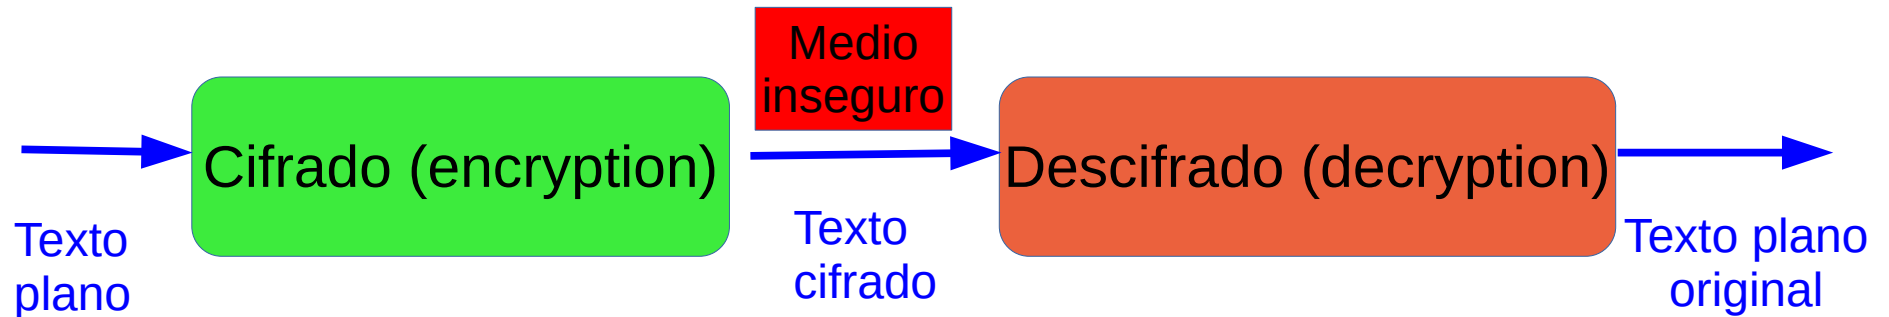 Texto
plano
Cifrado (encryption)
Medio
inseguro
Texto
cifrado
Descifrado (decryption)
Texto plano
original